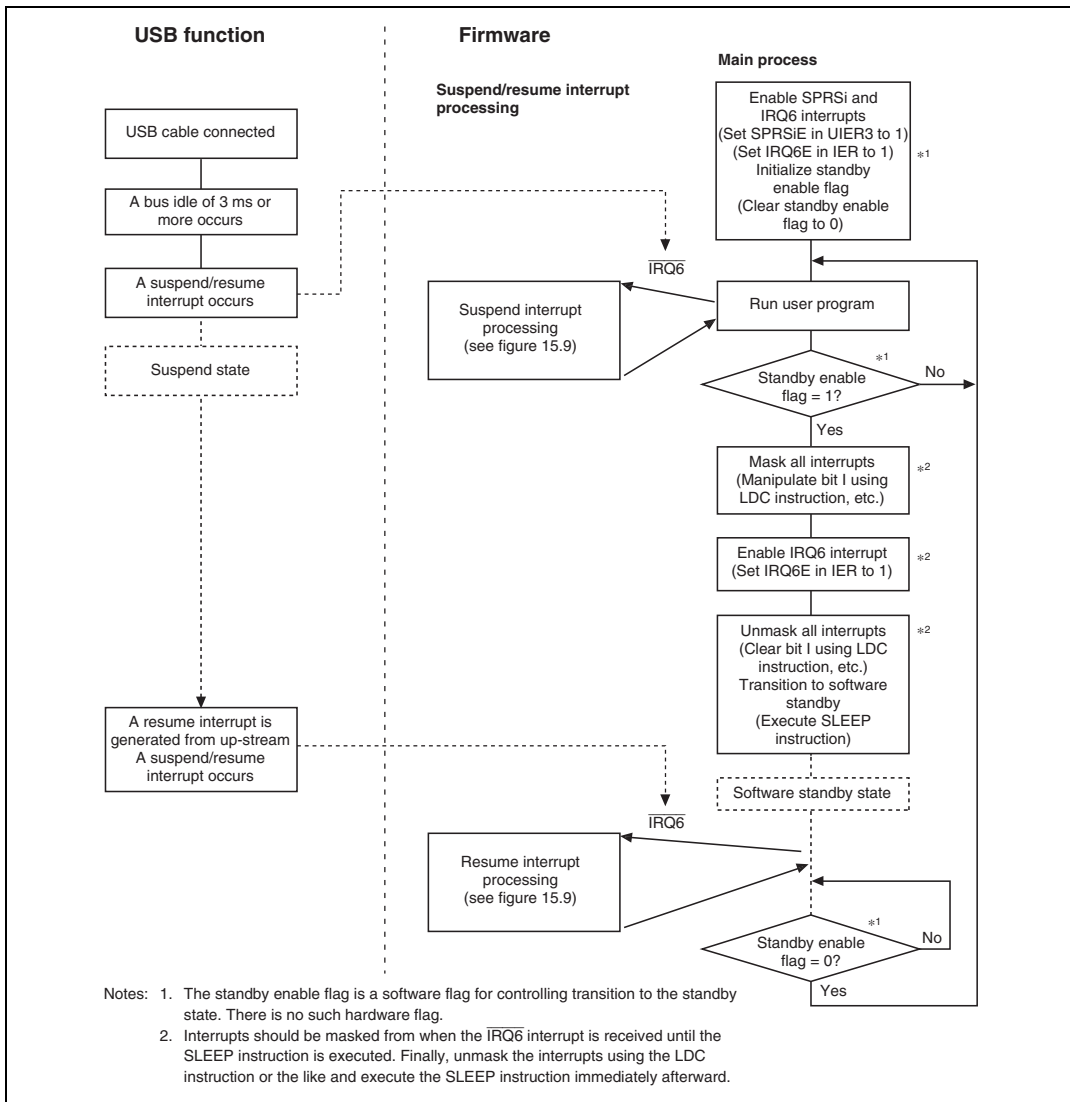 USB function
Firmware
Main process
Suspend/resume interrupt
processing
USB cable connected
A bus idle of 3 ms or
more occurs
A suspend/resume
interrupt occurs
Suspend state
A resume interrupt is
generated from up-stream
A suspend/resume
interrupt occurs
IRQ6
Suspend interrupt
processing
(see figure 15.9)
IRQ6
Resume interrupt
processing
(see figure 15.9)
Enable SPRSi and
IRQ6 interrupts
(Set SPRSiE in UIER3 to 1)
(Set IRQ6E in IER to 1)
Initialize standby
enable flag
(Clear standby enable
flag to 0)
*1
Run user program
*1
Standby enable
flag = 1?
No
Yes
Mask all interrupts
(Manipulate bit I using
LDC instruction, etc.)
*2
Enable IRQ6 interrupt
(Set IRQ6E in IER to 1)
*2
Unmask all interrupts
(Clear bit I using LDC
instruction, etc.)
Transition to software
standby
(Execute SLEEP
instruction)
*2
Software standby state
*1
Standby enable
flag = 0?
No
Yes
Notes: 1. The standby enable flag is a software flag for controlling transition to the standby
state. There is no such hardware flag.
2. Interrupts should be masked from when the IRQ6 interrupt is received until the
SLEEP instruction is executed. Finally, unmask the interrupts using the LDC
instruction or the like and execute the SLEEP instruction immediately afterward.